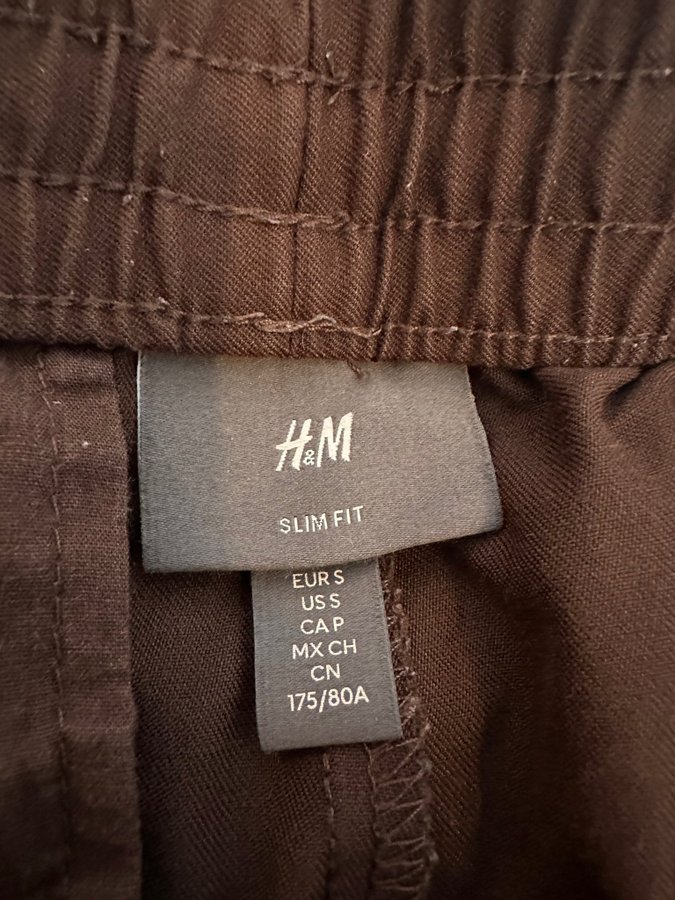 H&M
SLIM FIT
EUR S
US S
CA P
MX CH
CN
175/80A